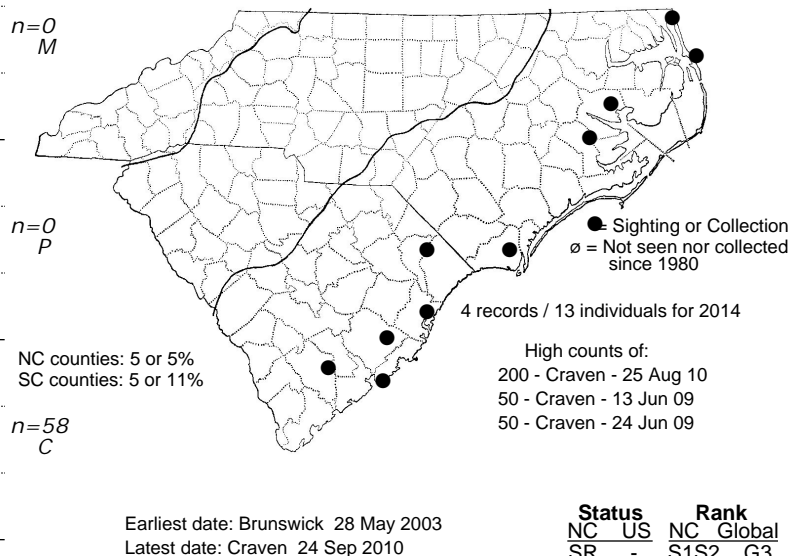 n=0
M
n=0
P
n=58
C
= Sighting or Collection
ø = Not seen nor collected
since 1980
4 records / 13 individuals for 2014
NC counties: 5 or 5%
SC counties: 5 or 11%
High counts of:
200 - Craven - 25 Aug 10
50 - Craven - 13 Jun 09
50 - Craven - 24 Jun 09
Earliest date: Brunswick 28 May 2003
Latest date: Craven 24 Sep 2010
Status Rank
NC US NC Global
SR - S1S2 G3